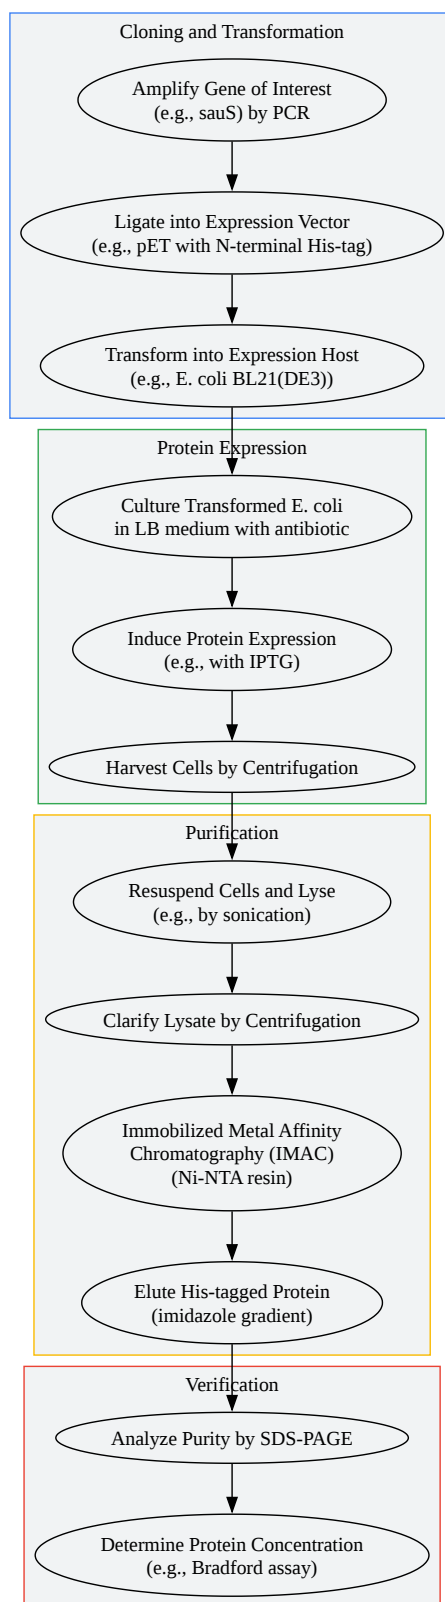 Cloning and Transformation
Amplify Gene of Interest
(e.g., sauS) by PCR
Ligate into Expression Vector
(e.g., pET with N-terminal His-tag)
Transform into Expression Host
(e.g., E. coli BL21(DE3))
Protein Expression
Culture Transformed E. coli
in LB medium with antibiotic
Induce Protein Expression
(e.g., with IPTG)
Harvest Cells by Centrifugation
Purification
Resuspend Cells and Lyse
(e.g., by sonication)
Clarify Lysate by Centrifugation
Immobilized Metal Affinity
Chromatography (IMAC)
(Ni-NTA resin)
Elute His-tagged Protein
(imidazole gradient)
Verification
Analyze Purity by SDS-PAGE
Determine Protein Concentration
(e.g., Bradford assay)